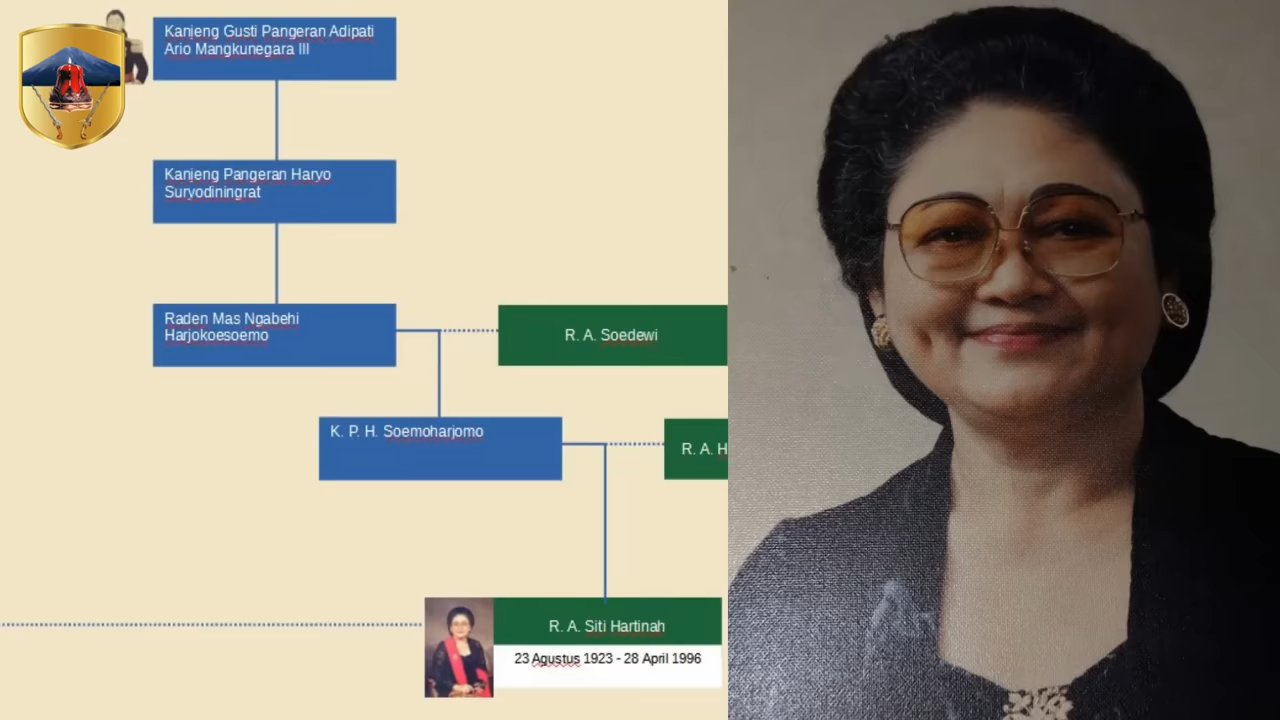 Kanjeng Gusti Pangeran Adipati
Ario Mangkunegara III
Kanjeng Pangeran Haryo
Suryodiningrat
Raden Mas Ngabehi
Harjokoesoemo
R. A. Soedewi
K. P. H. Soemoharjomo
R. A. H
R. A. Siti Hartinah
23 Agustus 1923 - 28 April 1996